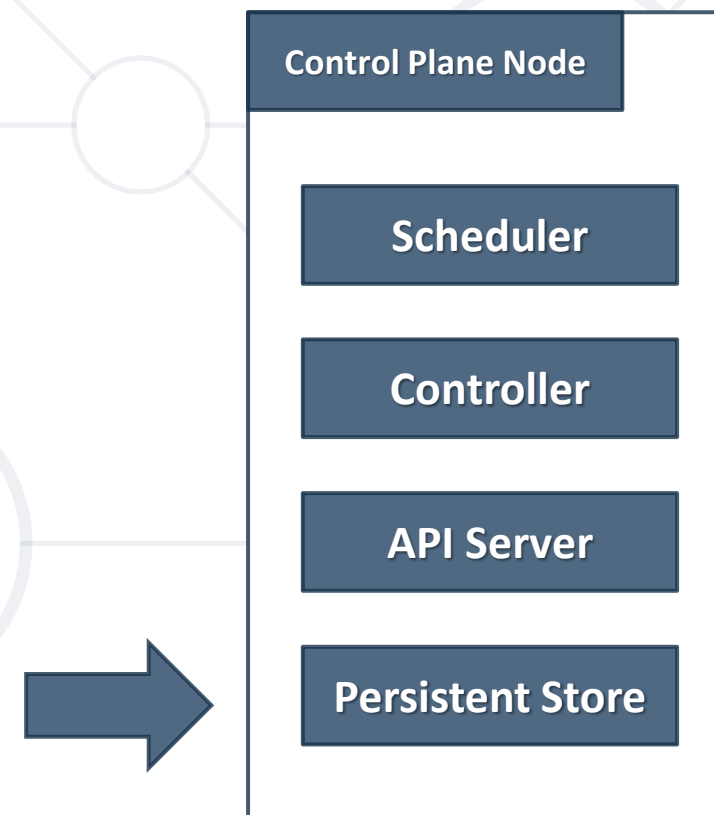 Control Plane Node
Scheduler
Controller
API Server
Persistent Store